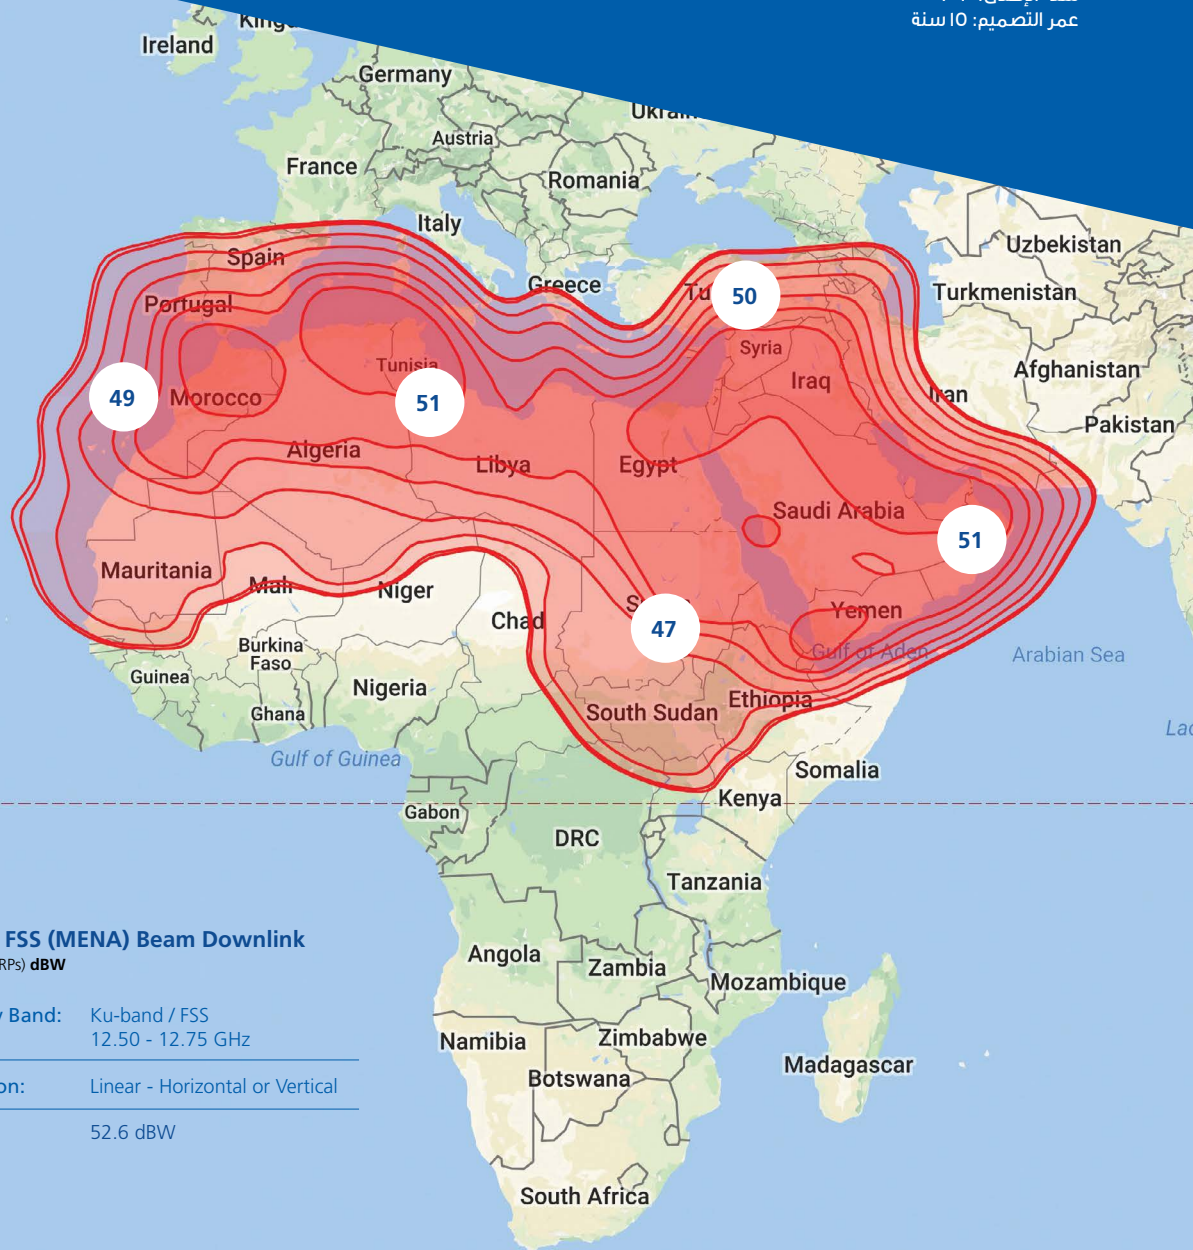 عمر التصميم: ١٥ سنة
Ireland
Germany
Austria
France
Romania
Italy
Spain
Greece
Portugal
50
Uzbekistan
Turkmenistan
Syria
Tunisia
Afghanistan
Iraq
Iran
49
Morocco
51
Pakistan
Algeria
Libya
Egypt
Saudi Arabia
51
Mauritania
Mali
Niger
Chad
47
Yemen
Gulf of Aden
Arabian Sea
Burkina
Faso
Guinea
Nigeria
Ethiopia
Ghana
South Sudan
Gulf of Guinea
Somalia
Kenya
Gabon
DRC
Tanzania
FSS (MENA) Beam Downlink
RPs) dBW
Angola
Zambia
Mozambique
y Band: Ku-band / FSS
12.50 - 12.75 GHz
Namibia
Zimbabwe
Madagascar
Botswana
on: Linear - Horizontal or Vertical
52.6 dBW
South Africa